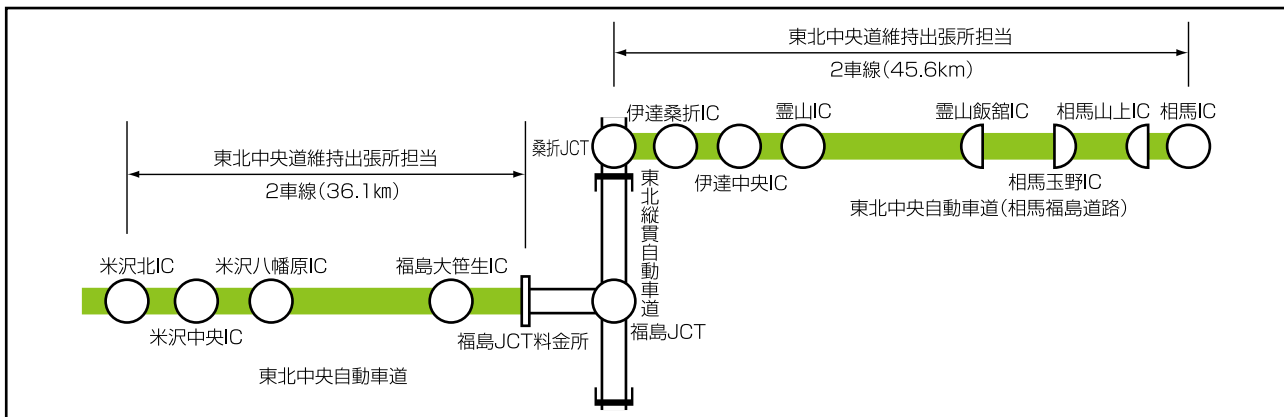 東北中央道維持出張所担当
2車線(45.6km)
伊達桑折IC
霊山IC
霊山飯舘IC
相馬山上IC
相馬IC
桑折JCT
伊達中央IC
相馬玉野IC
東北中央自動車道(相馬福島道路)
東北縦貫自動車道
東北中央道維持出張所担当
2車線(36.1km)
米沢北IC
米沢八幡原IC
福島大笹生IC
米沢中央IC
福島JCT料金所
福島JCT
東北中央自動車道